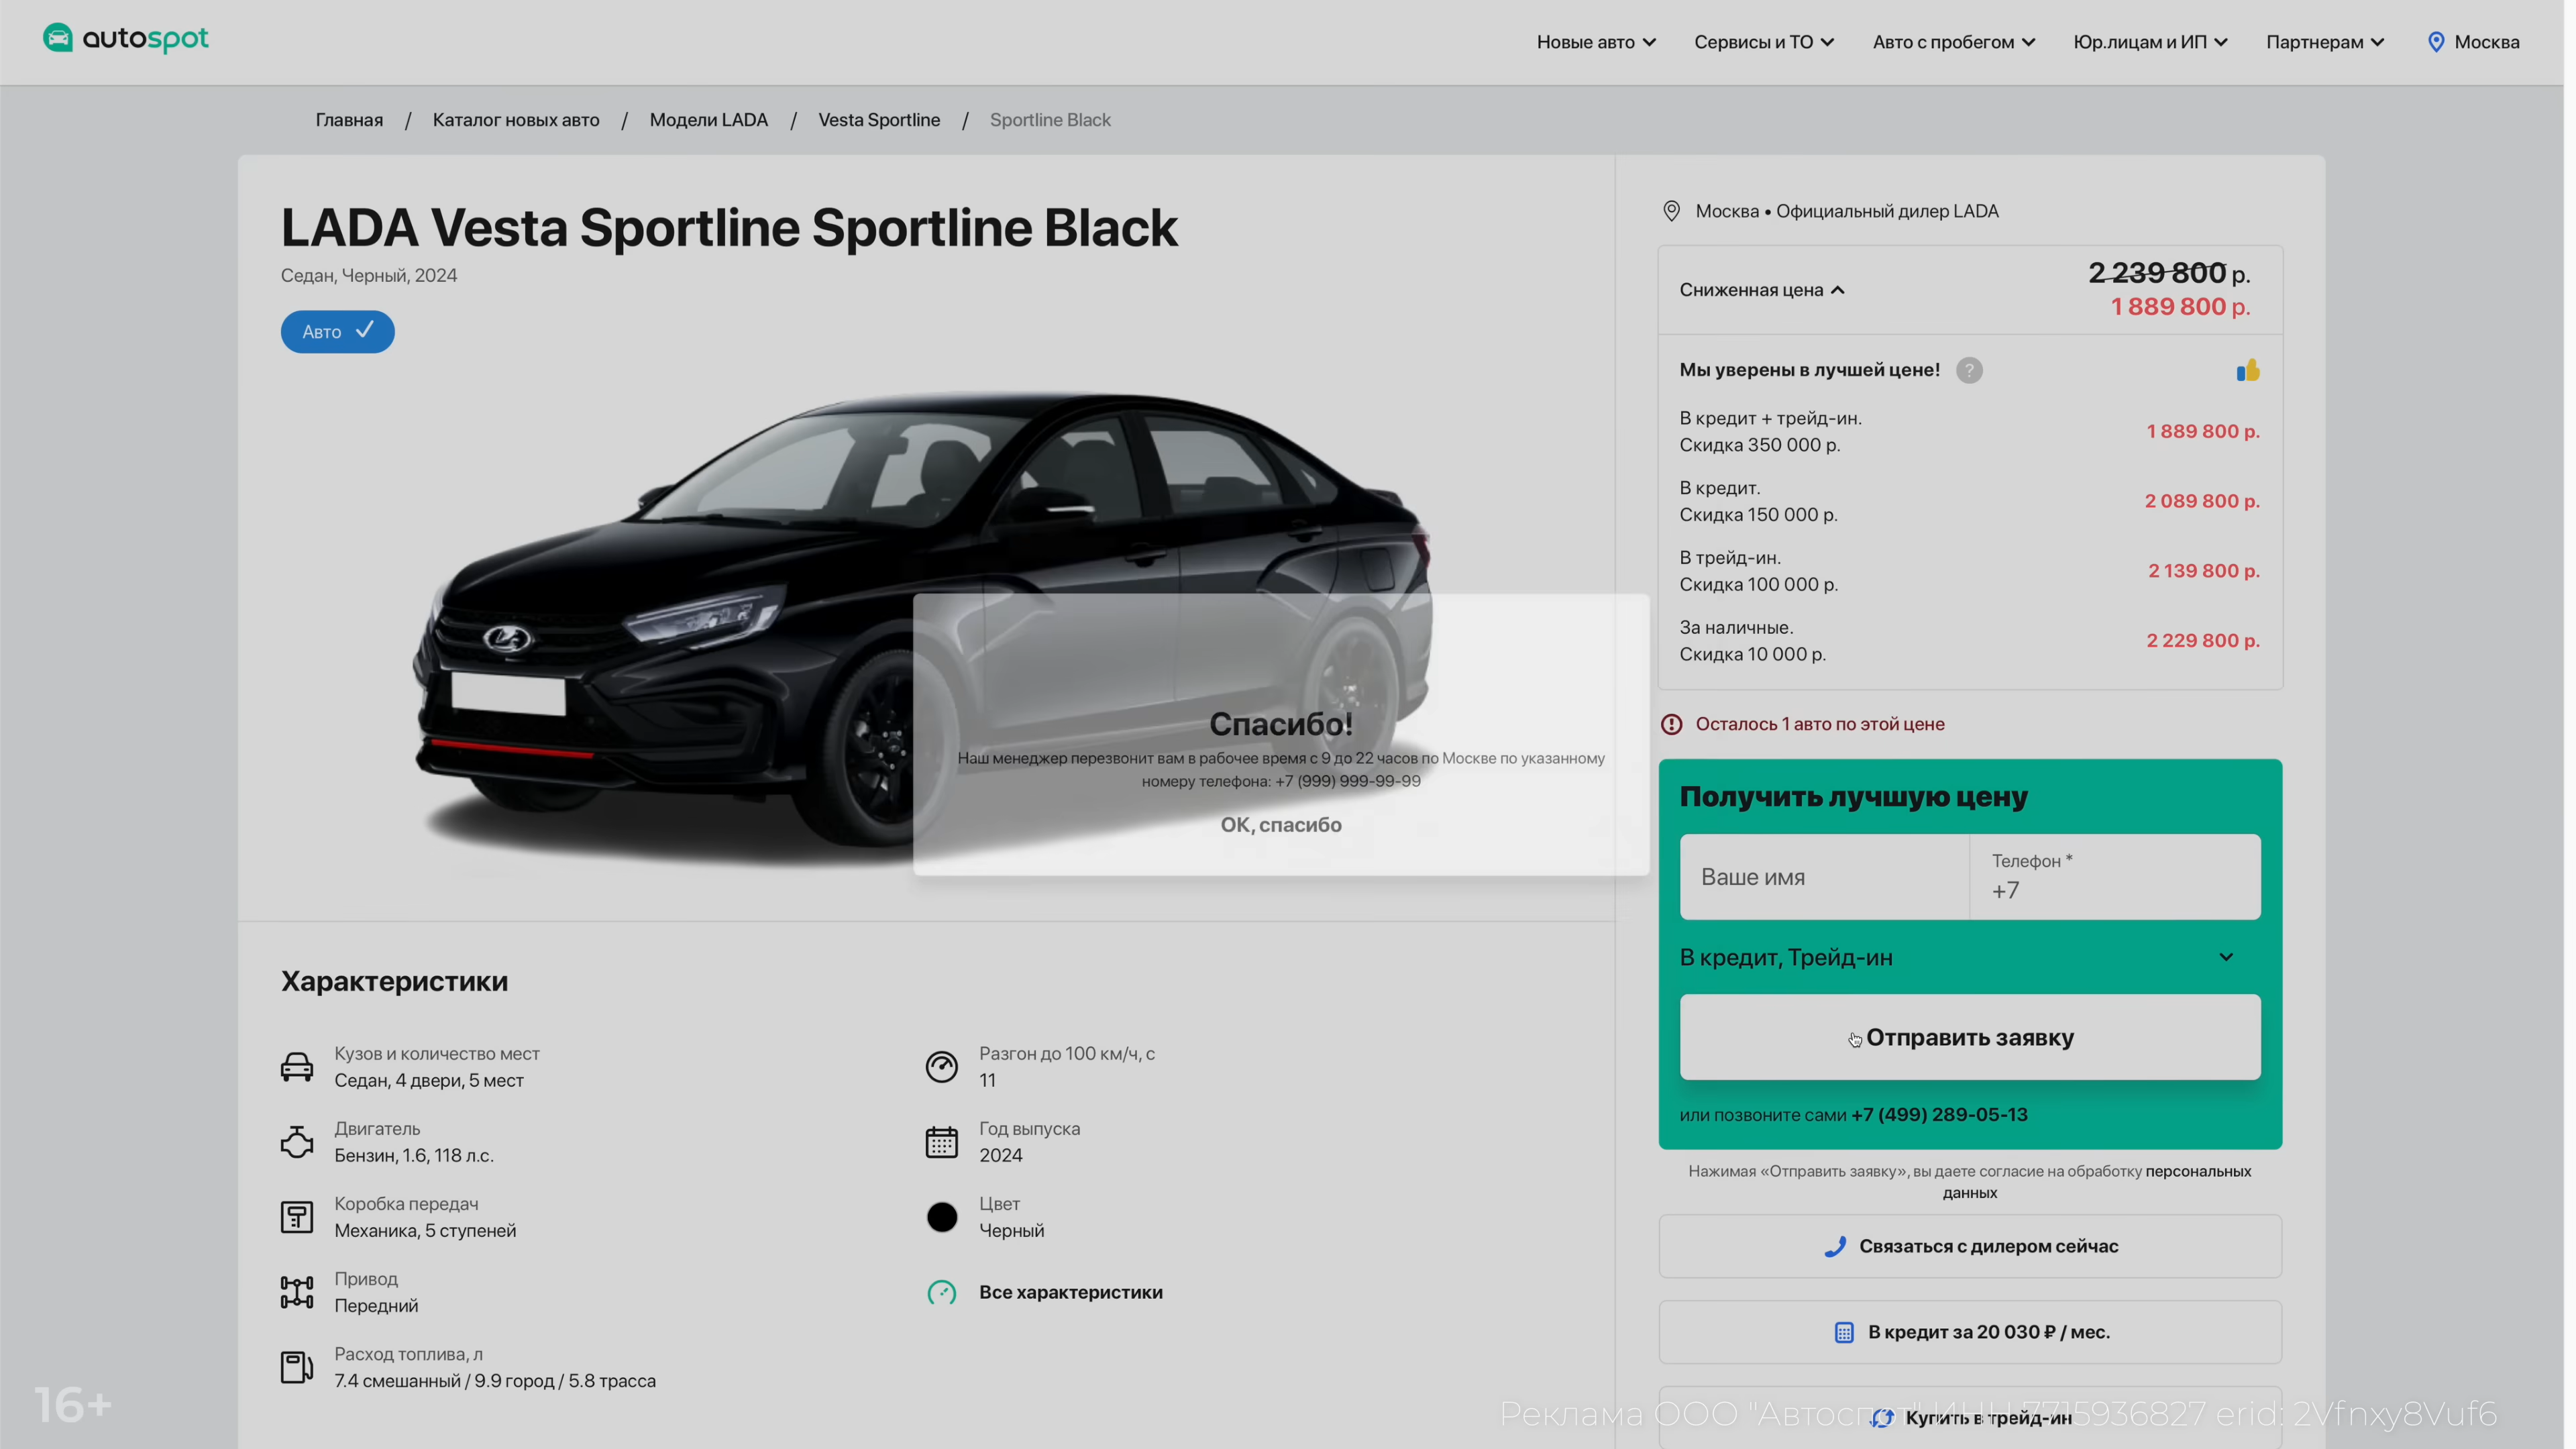 autospot
Новые авто
Сервисы и ТО
Авто с пробегом
Юр.лицам и ИП
Партнерам
Москва
Главная / Каталог новых авто / Модели LADA / Vesta Sportline / Sportline Black
LADA Vesta Sportline Sportline Black
Седан, Черный, 2024
Авто
Спасибо!
Наш менеджер перезвонит вам в рабочее время с 9 до 22 часов по Москве по указанному
номеру телефона: +7 (999) 999-99-99
ОК, спасибо
Характеристики
Кузов и количество мест
Седан, 4 двери, 5 мест
Двигатель
Бензин, 1.6, 118 л.с.
Коробка передач
Механика, 5 ступеней
Привод
Передний
Расход топлива, л
7.4 смешанный / 9.9 город / 5.8 трасса
Разгон до 100 км/ч, с
11
Год выпуска
2024
Цвет
Черный
Все характеристики
Москва • Официальный дилер LADA
Сниженная цена
2 239 800 р.
1 889 800 р.
Мы уверены в лучшей цене! ?
В кредит + трейд-ин.
Скидка 350 000 р.
1 889 800 р.
В кредит.
Скидка 150 000 р.
2 089 800 р.
В трейд-ин.
Скидка 100 000 р.
2 139 800 р.
За наличные.
Скидка 10 000 р.
2 229 800 р.
Осталось 1 авто по этой цене
Получить лучшую цену
Ваше имя
Телефон *
+7
В кредит, Трейд-ин
Отправить заявку
или позвоните сами +7 (499) 289-05-13
Нажимая «Отправить заявку», вы даете согласие на обработку персональных
данных
Связаться с дилером сейчас
В кредит за 20 030 ₽ / мес.
Купить в трейд-ин
16+
Реклама ООО "Автоспот" ИНН 7715936827 erid: 2Vfnxy8Vuf6